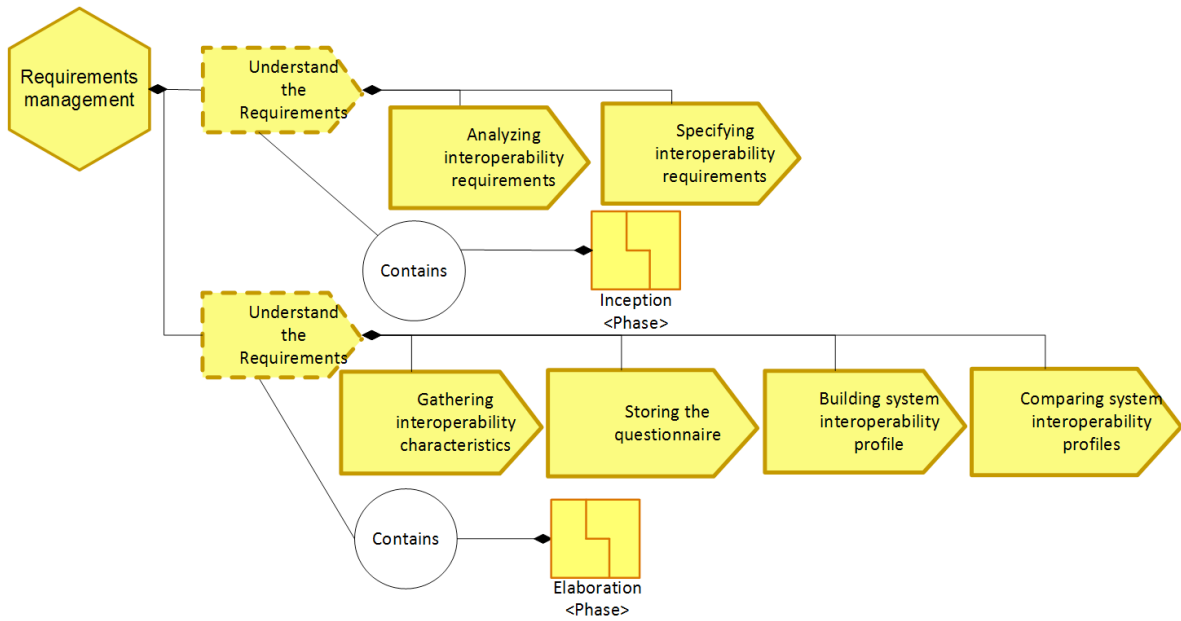 Requirements
management
Understand
the
Requirements
Analyzing
interoperability
requirements
Specifying
interoperability
requirements
Contains
Inception
<Phase>
Understand
the
Requirements
Gathering
interoperability
characteristics
Storing the
questionnaire
Building system
interoperability
profile
Comparing system
interoperability
profiles
Contains
Elaboration
<Phase>